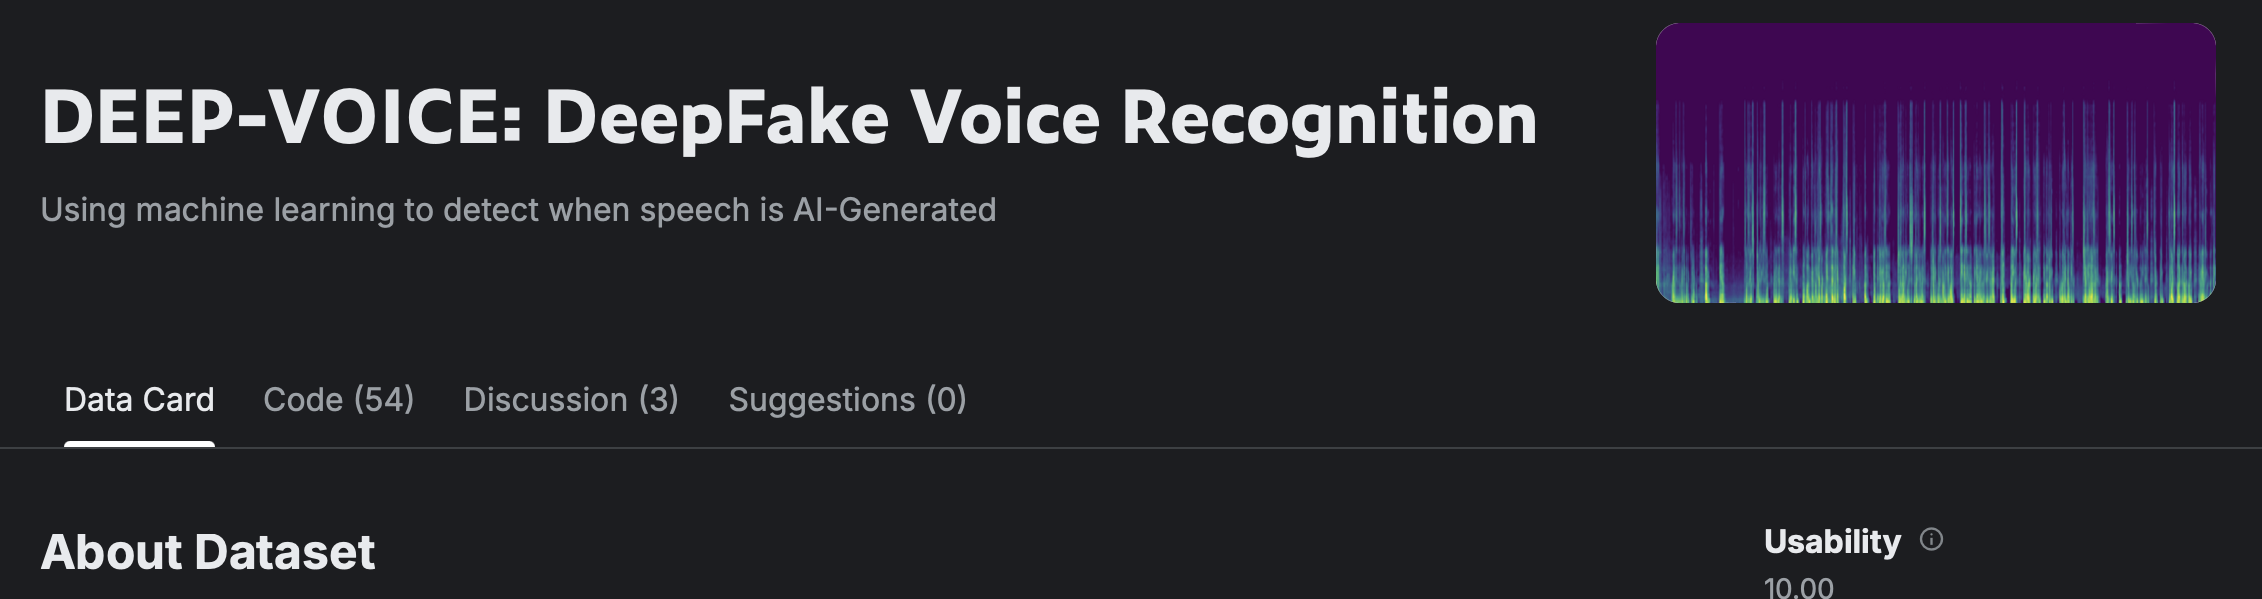 DEEP-VOICE: DeepFake Voice Recognition
Using machine learning to detect when speech is AI-Generated
Data Card
Code (54)
Discussion (3)
Suggestions (0)
About Dataset
Usability
10.00